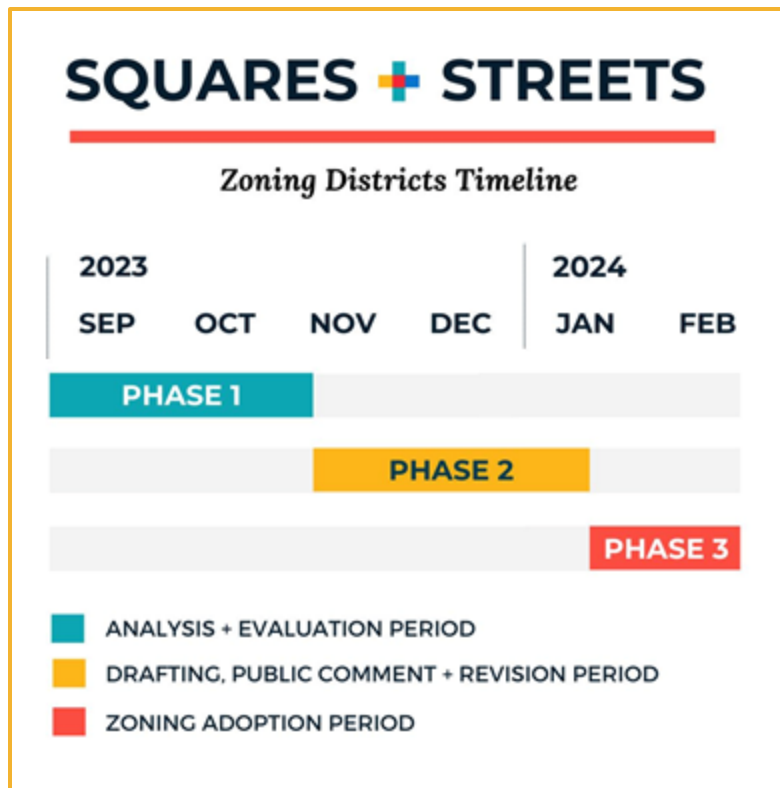 SQUARES + STREETS
Zoning Districts Timeline
2023 2024
SEP OCT NOV DEC JAN FEB
PHASE 1
PHASE 2
PHASE 3
ANALYSIS + EVALUATION PERIOD
DRAFTING, PUBLIC COMMENT + REVISION PERIOD
ZONING ADOPTION PERIOD